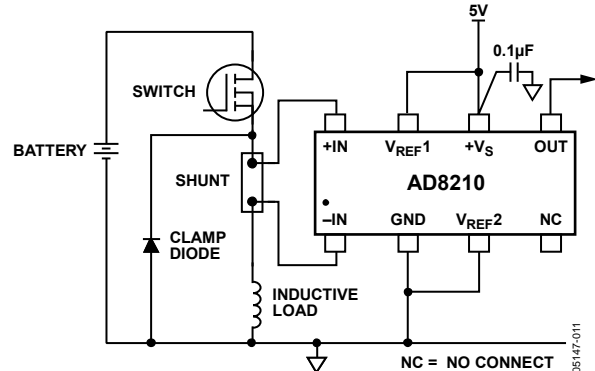 5V
0.1µF
SWITCH
BATTERY
SHUNT
CLAMP
DIODE
INDUCTIVE
LOAD
+IN
VREF1
+VS
OUT
AD8210
–IN
GND
VREF2
NC
NC = NO CONNECT
05147-011